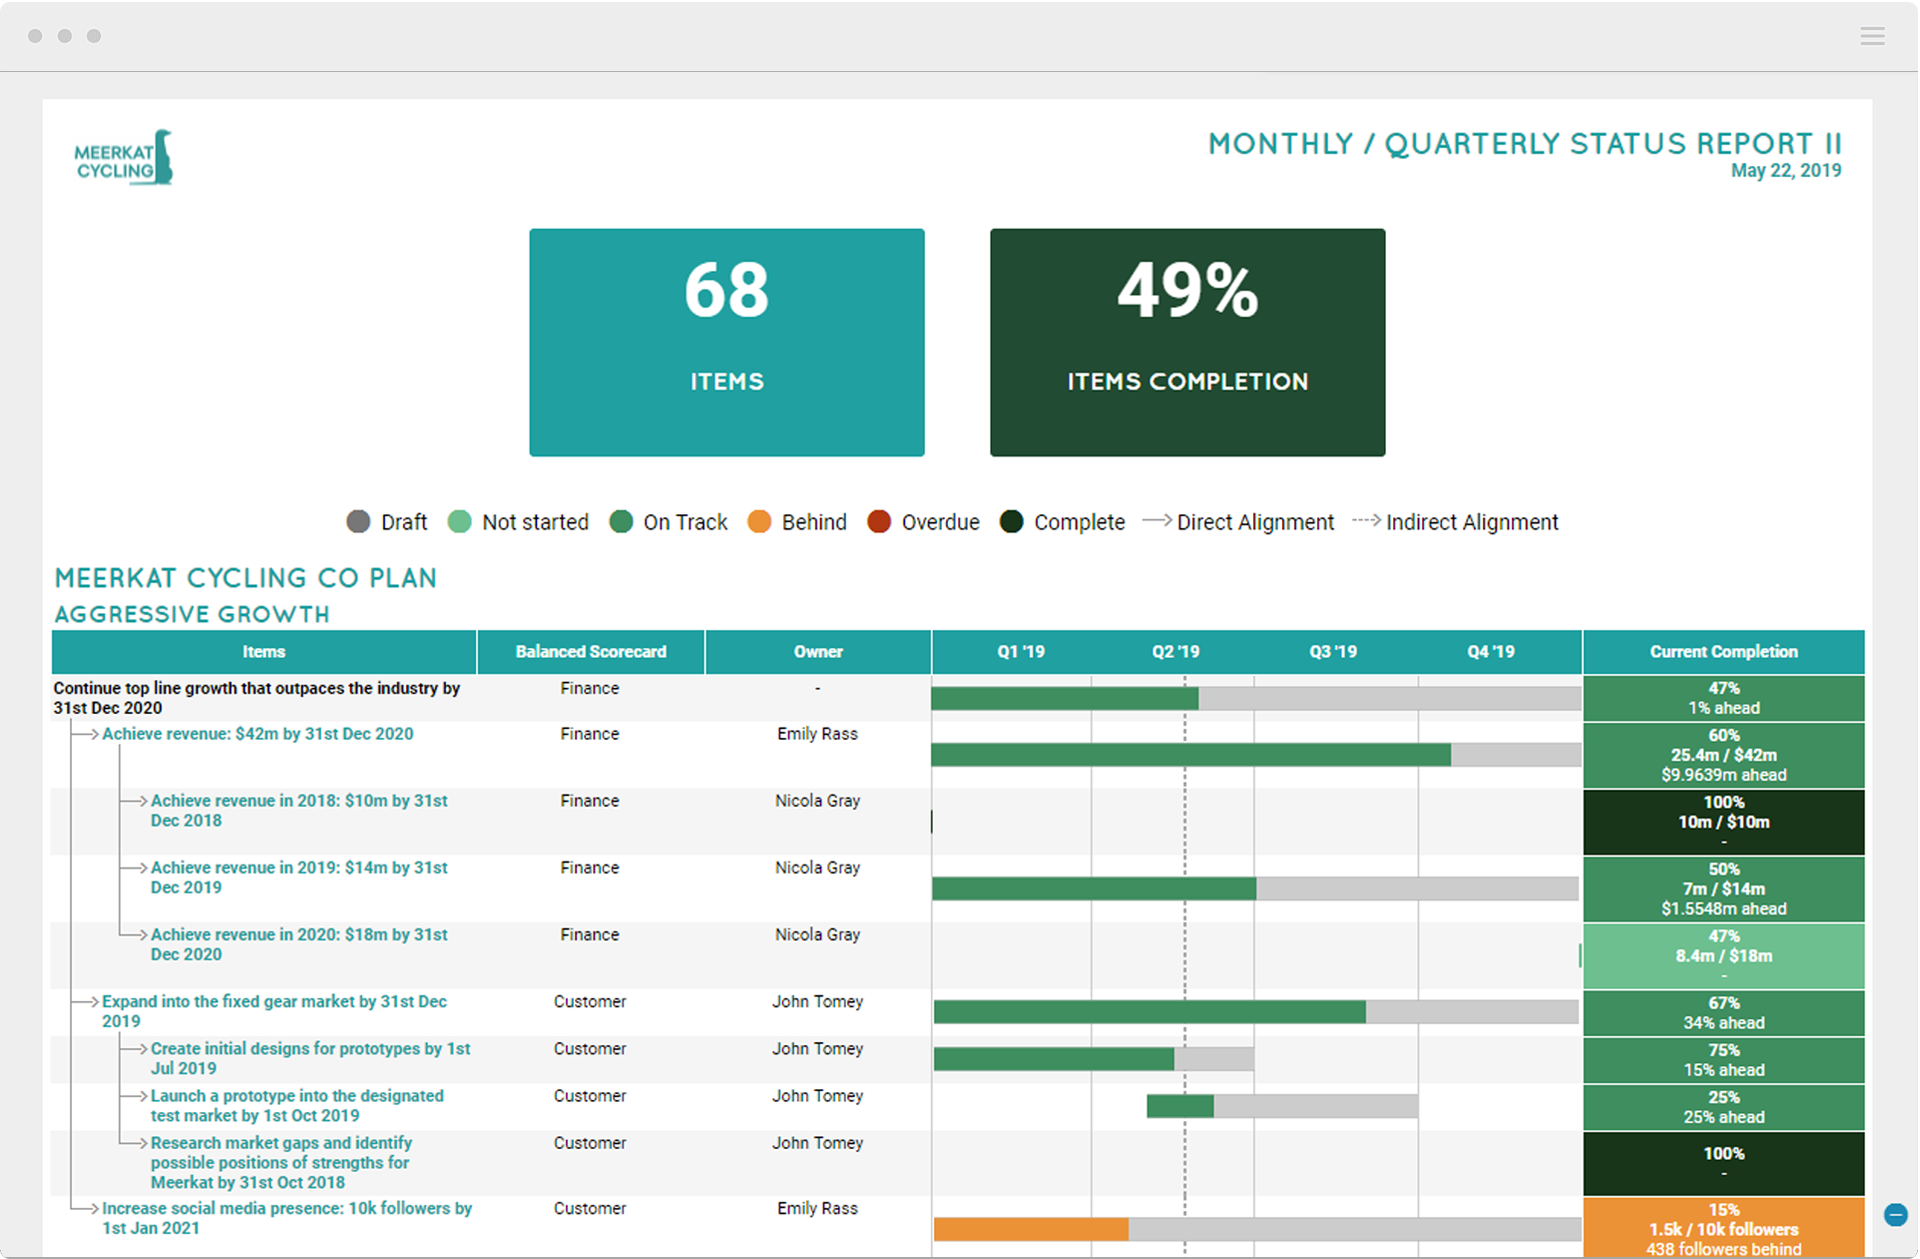 MEERKAT
CYCLING
MONTHLY / QUARTERLY STATUS REPORT II
May 22, 2019
68
ITEMS
49%
ITEMS COMPLETION
Draft Not started On Track Behind Overdue Complete Direct Alignment Indirect Alignment
MEERKAT CYCLING CO PLAN
AGGRESSIVE GROWTH
Items Balanced Scorecard Owner Q1 '19 Q2 '19 Q3 '19 Q4 '19 Current Completion
Continue top line growth that outpaces the industry by
31st Dec 2020
Finance
-
47%
1% ahead
Achieve revenue: $42m by 31st Dec 2020
Finance
Emily Rass
60%
25.4m / $42m
$9.9639m ahead
Achieve revenue in 2018: $10m by 31st
Dec 2018
Finance
Nicola Gray
100%
10m / $10m
-
Achieve revenue in 2019: $14m by 31st
Dec 2019
Finance
Nicola Gray
50%
7m / $14m
$1.5548m ahead
Achieve revenue in 2020: $18m by 31st
Dec 2020
Finance
Nicola Gray
47%
8.4m / $18m
-
Expand into the fixed gear market by 31st Dec
2019
Customer
John Tomey
67%
34% ahead
Create initial designs for prototypes by 1st
Jul 2019
Customer
John Tomey
75%
15% ahead
Launch a prototype into the designated
test market by 1st Oct 2019
Customer
John Tomey
25%
25% ahead
Research market gaps and identify
possible positions of strengths for
Meerkat by 31st Oct 2018
Customer
John Tomey
100%
-
Increase social media presence: 10k followers by
1st Jan 2021
Customer
Emily Rass
15%
1.5k / 10k followers
438 followers behind